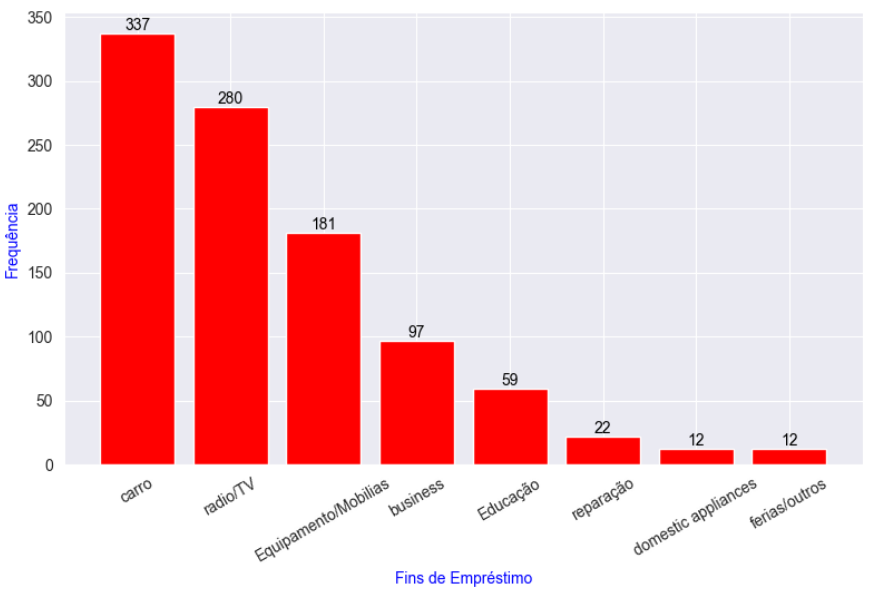 350
300
250
200
150
100
50
0
Frequência
337
280
181
97
59
22
12
12
carro
radio/TV
Equipamento/Mobilias
business
Educação
reparação
domestic appliances
ferias/outros
Fins de Empréstimo